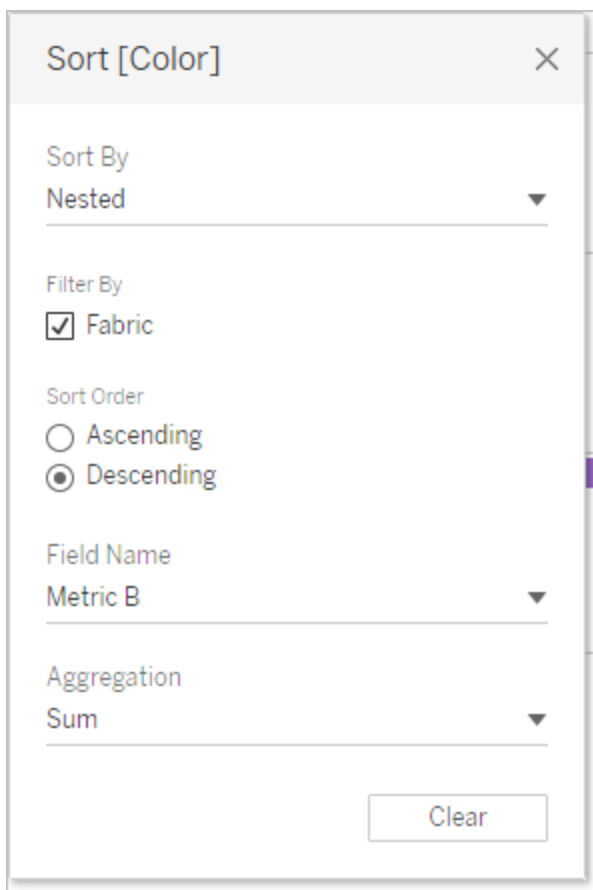 Sort [Color]
Sort By
Nested
Filter By
Fabric
Sort Order
Ascending
Descending
Field Name
Metric B
Aggregation
Sum
Clear